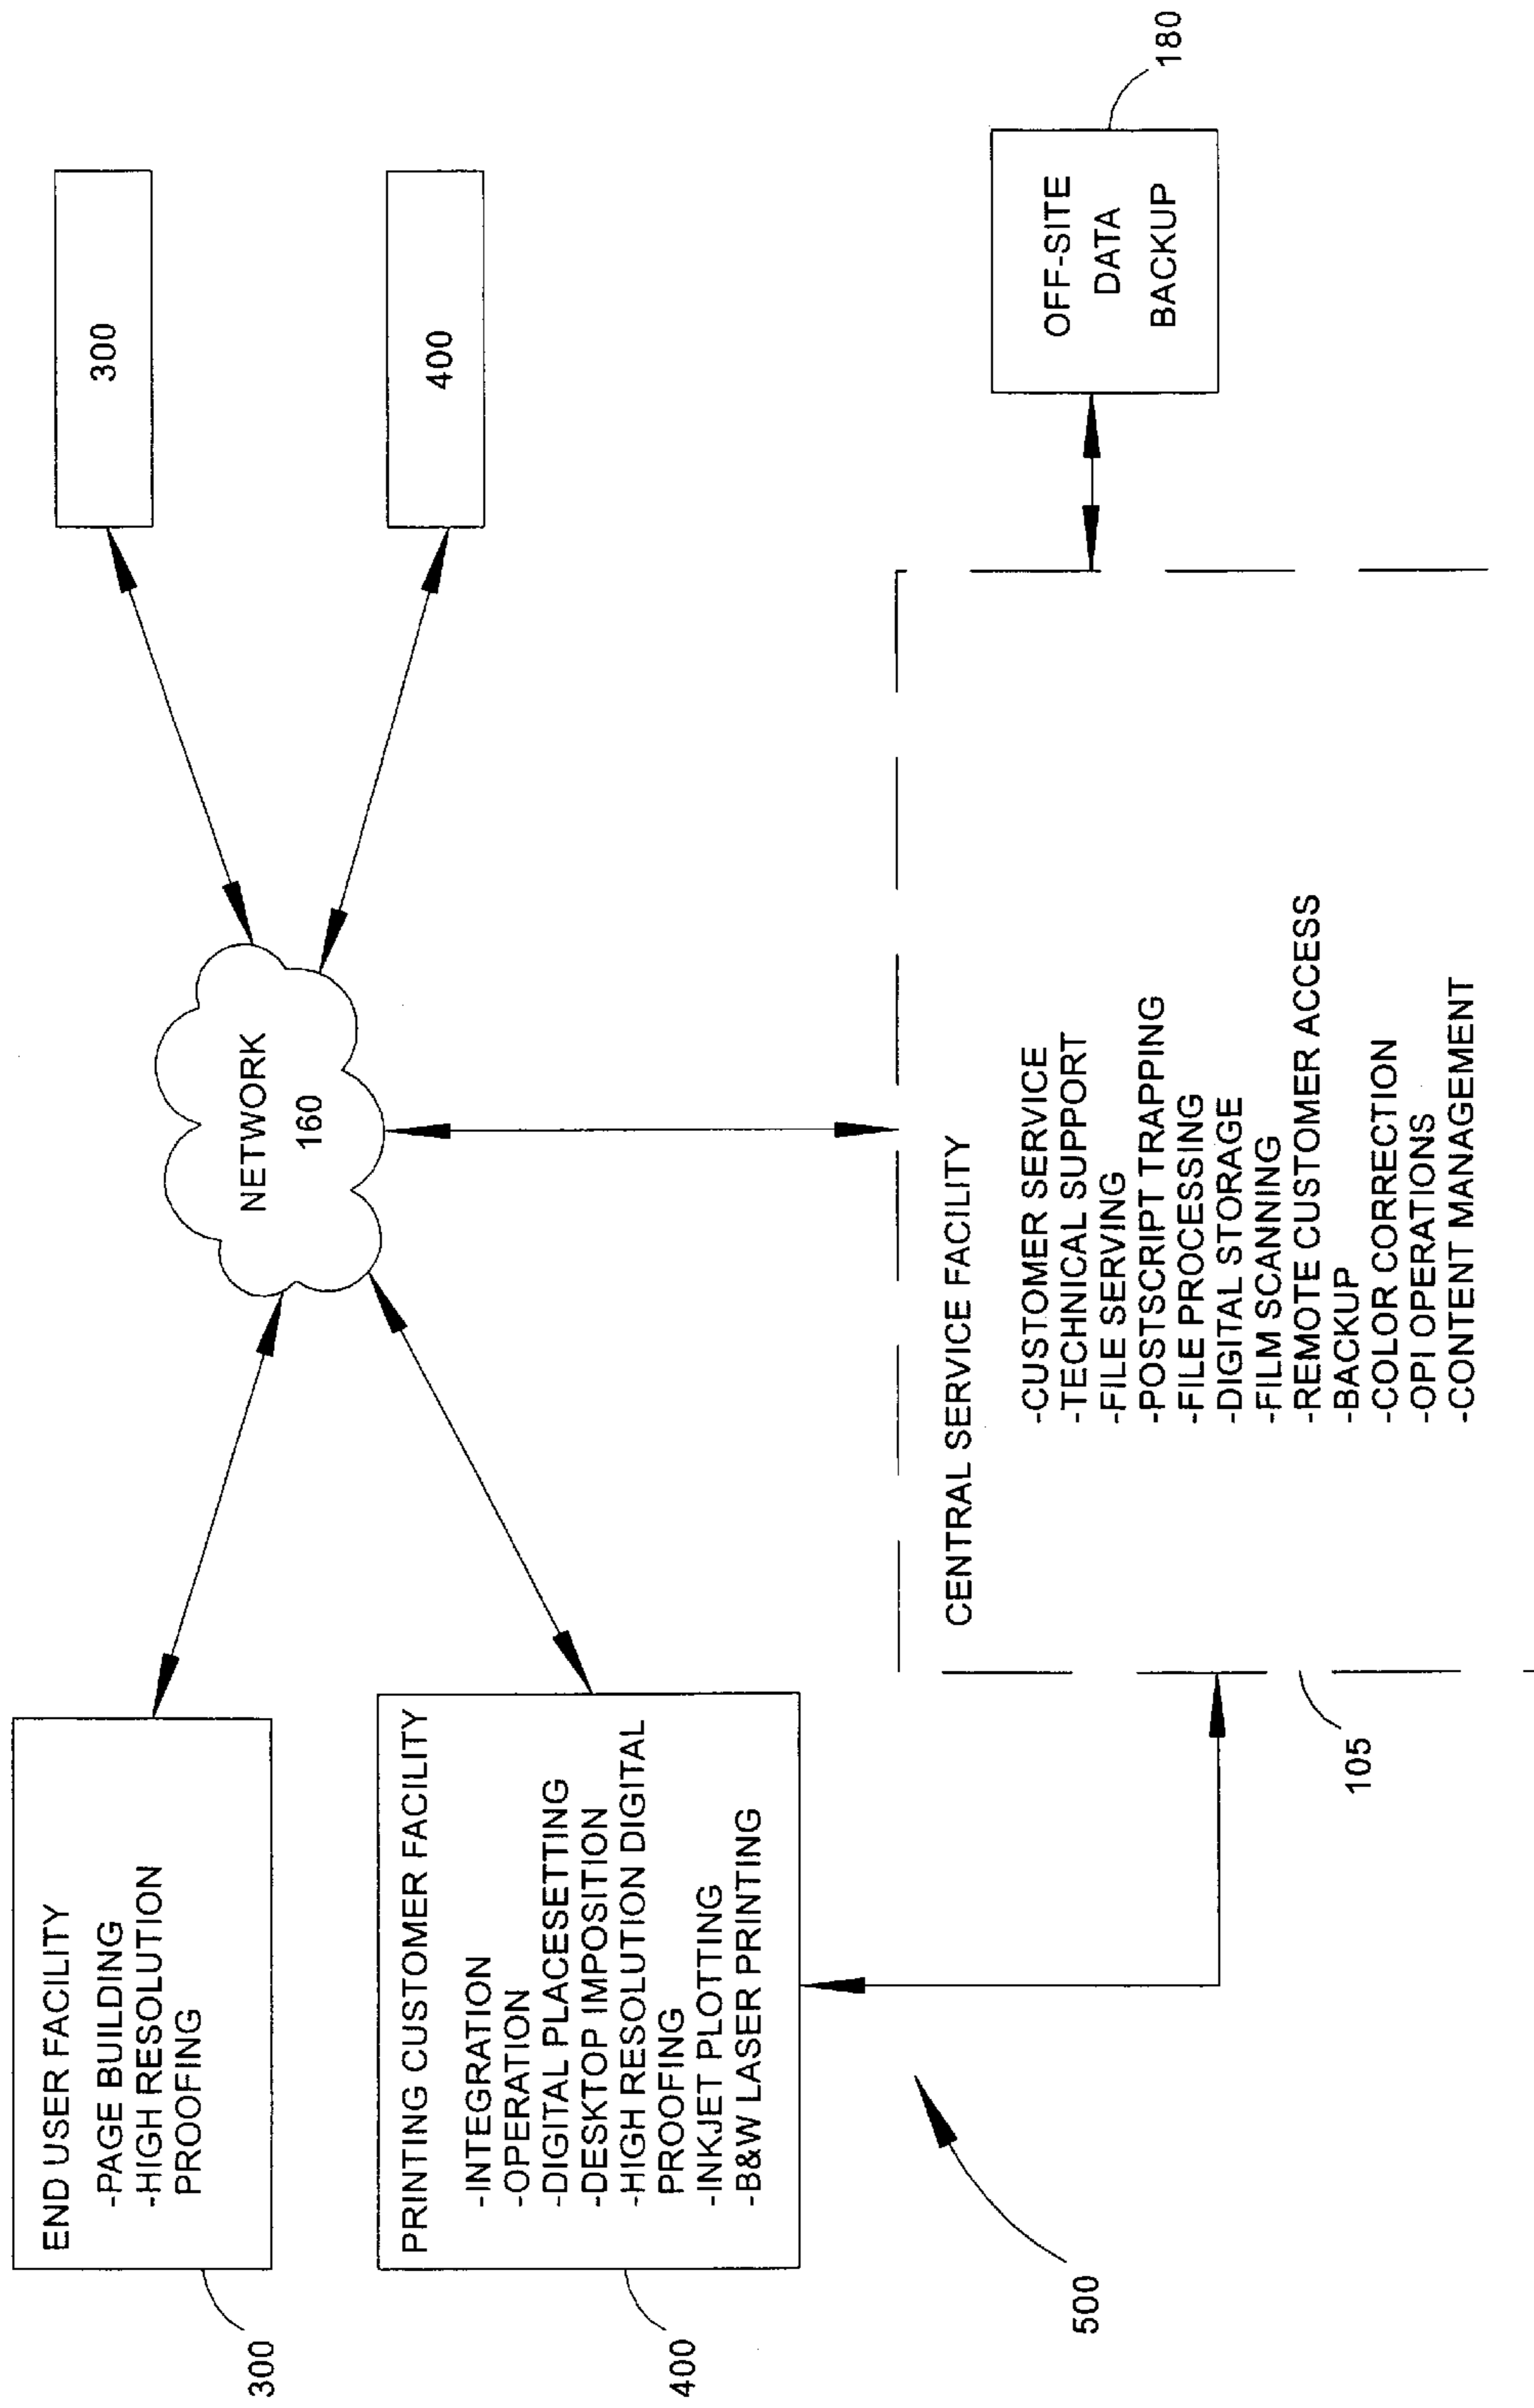 END USER FACILITY
-PAGE BUILDING
-HIGH RESOLUTION
PROOFING
300
PRINTING CUSTOMER FACILITY
-INTEGRATION
-OPERATION
-DIGITAL PLACESETTING
-DESKTOP IMPOSITION
-HIGH RESOLUTION DIGITAL
PROOFING
-INKJET PLOTTING
-B&W LASER PRINTING
400
NETWORK
160
300
400
500
CENTRAL SERVICE FACILITY
-CUSTOMER SERVICE
-TECHNICAL SUPPORT
-FILE SERVING
-POSTSCRIPT TRAPPING
-FILE PROCESSING
-DIGITAL STORAGE
-FILM SCANNING
-REMOTE CUSTOMER ACCESS
-BACKUP
-COLOR CORRECTION
-OPI OPERATIONS
-CONTENT MANAGEMENT
105
OFF-SITE
DATA
BACKUP
180